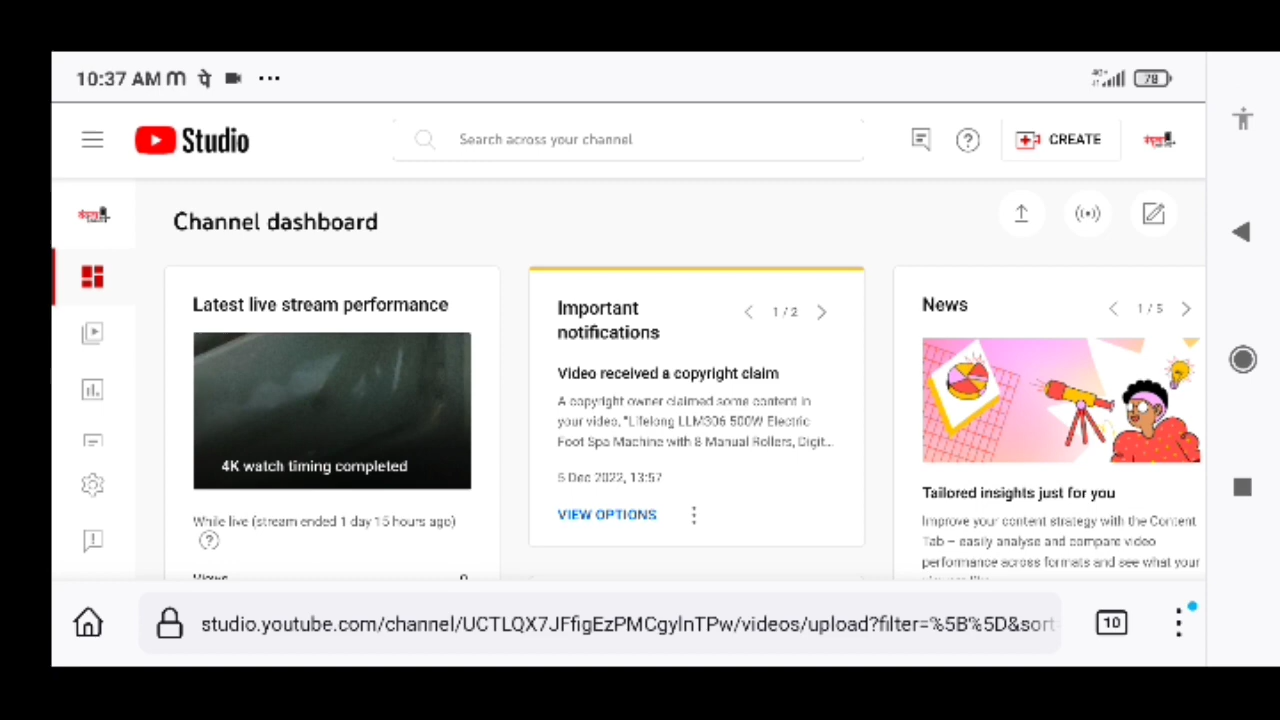 10:37 AM पे
4G+
78
Studio
Search across your channel
CREATE
Channel dashboard
Latest live stream performance
4K watch timing completed
While live (stream ended 1 day 15 hours ago)
Views
Important
notifications
1 / 2
Video received a copyright claim
A copyright owner claimed some content in
your video, "Lifelong LLM306 500W Electric
Foot Spa Machine with 8 Manual Rollers, Digit...
5 Dec 2022, 13:57
VIEW OPTIONS
News
1 / 5
Tailored insights just for you
Improve your content strategy with the Content
Tab – easily analyse and compare video
performance across formats and see what your
studio.youtube.com/channel/UCTLQX7JFfigEzPMCgylnTPw/videos/upload?filter=%5B%5D&sort=
10